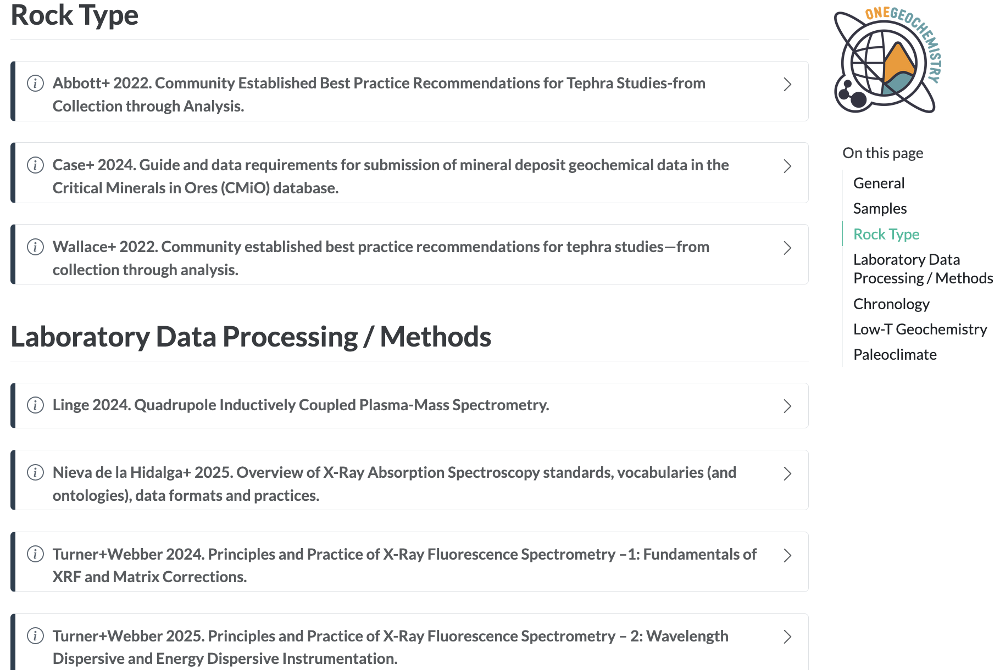 Rock Type
Abbott+ 2022. Community Established Best Practice Recommendations for Tephra Studies-from
Collection through Analysis.
Case+ 2024. Guide and data requirements for submission of mineral deposit geochemical data in the
Critical Minerals in Ores (CMiO) database.
Wallace+ 2022. Community established best practice recommendations for tephra studies—from
collection through analysis.
Laboratory Data Processing / Methods
Linge 2024. Quadrupole Inductively Coupled Plasma-Mass Spectrometry.
Nieva de la Hidalga+ 2025. Overview of X-Ray Absorption Spectroscopy standards, vocabularies (and
ontologies), data formats and practices.
Turner+Webber 2024. Principles and Practice of X-Ray Fluorescence Spectrometry –1: Fundamentals of
XRF and Matrix Corrections.
Turner+Webber 2025. Principles and Practice of X-Ray Fluorescence Spectrometry – 2: Wavelength
Dispersive and Energy Dispersive Instrumentation.
ONEGEOCHEMISTRY
On this page
General
Samples
Rock Type
Laboratory Data
Processing / Methods
Chronology
Low-T Geochemistry
Paleoclimate